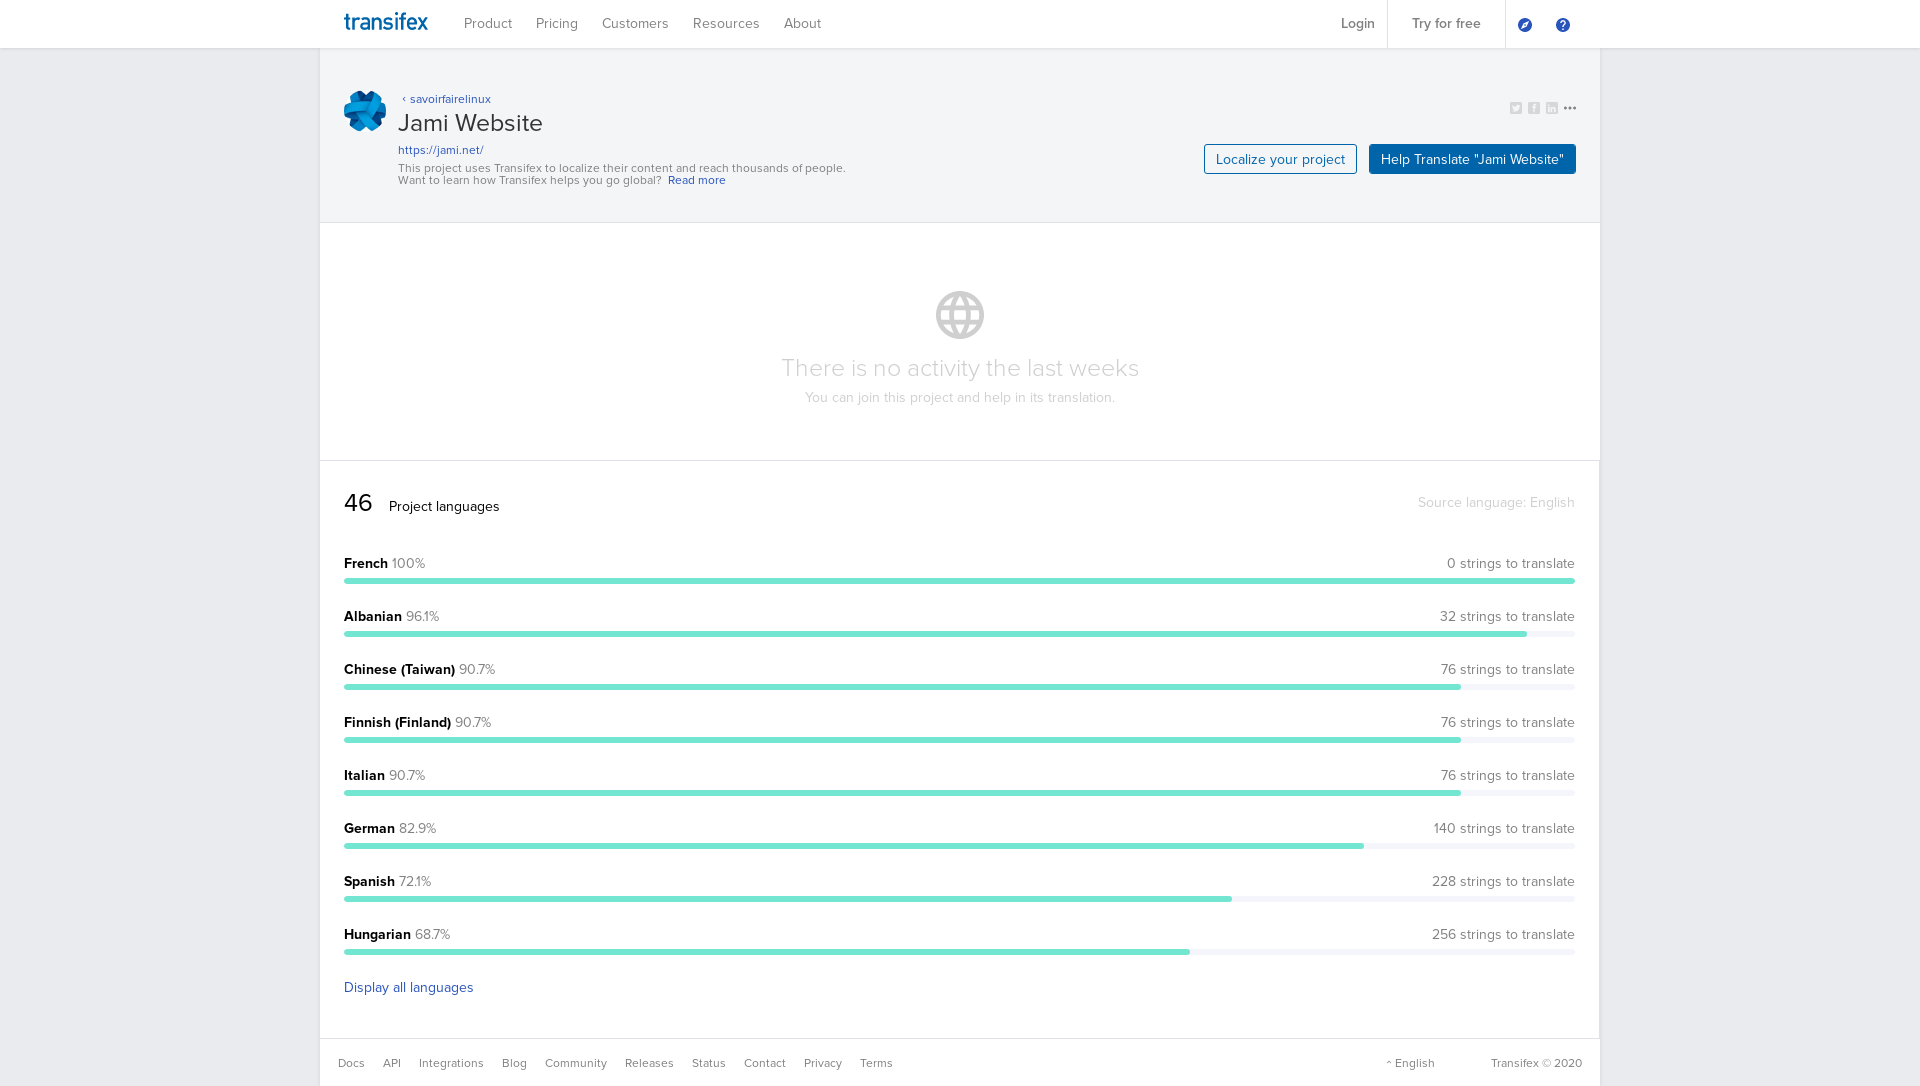 transifex Product Pricing Customers Resources About Login Try for free
‹ savoirfairelinux
Jami Website
https://jami.net/
This project uses Transifex to localize their content and reach thousands of people.
Want to learn how Transifex helps you go global? Read more
Localize your project Help Translate "Jami Website"
There is no activity the last weeks
You can join this project and help in its translation.
46 Project languages Source language: English
French 100% 0 strings to translate
Albanian 96.1% 32 strings to translate
Chinese (Taiwan) 90.7% 76 strings to translate
Finnish (Finland) 90.7% 76 strings to translate
Italian 90.7% 76 strings to translate
German 82.9% 140 strings to translate
Spanish 72.1% 228 strings to translate
Hungarian 68.7% 256 strings to translate
Display all languages
Docs API Integrations Blog Community Releases Status Contact Privacy Terms English Transifex © 2020